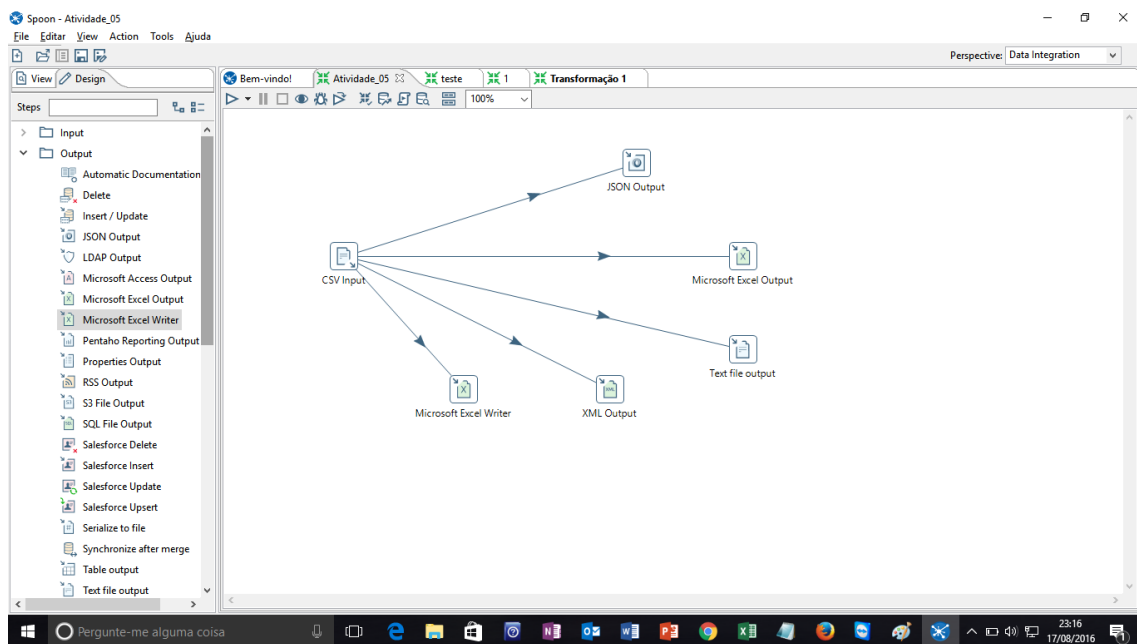 Spoon - Atividade_05
File Editar View Action Tools Ajuda
Perspective: Data Integration
View Design
Bem-vindo! Atividade_05 teste 1 Transformação 1
Steps
100%
Input
Output
Automatic Documentation
Delete
Insert / Update
JSON Output
LDAP Output
Microsoft Access Output
Microsoft Excel Output
Microsoft Excel Writer
Pentaho Reporting Output
Properties Output
RSS Output
S3 File Output
SQL File Output
Salesforce Delete
Salesforce Insert
Salesforce Update
Salesforce Upsert
Serialize to file
Synchronize after merge
Table output
Text file output
JSON Output
CSV Input
Microsoft Excel Output
Text file output
Microsoft Excel Writer
XML Output
Pergunte-me alguma coisa
23:16
17/08/2016